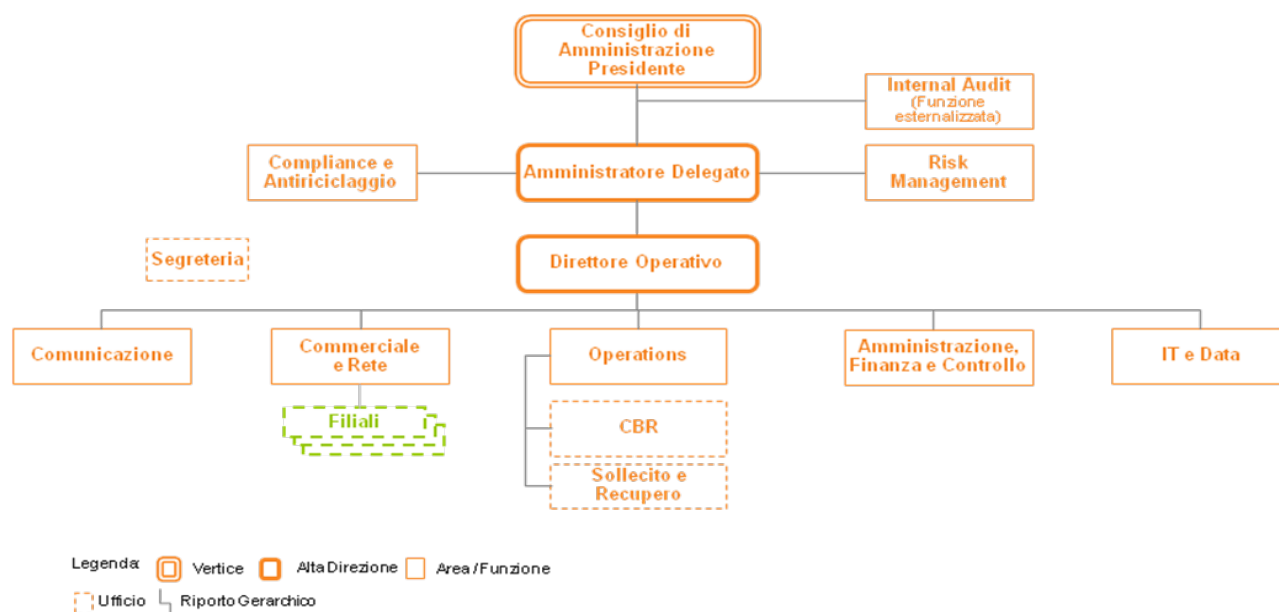 Consiglio di
Amministrazione
Presidente
Internal Audit
(Funzione
esternalizzata)
Compliance e
Antiriciclaggio
Amministratore Delegato
Risk
Management
Segreteria
Direttore Operativo
Comunicazione
Commerciale
e Rete
Operations
Amministrazione,
Finanza e Controllo
IT e Data
Filiali
CBR
Sollecito e
Recupero
Legenda:
Vertice
Alta Direzione
Area / Funzione
Ufficio
Riporto Gerarchico